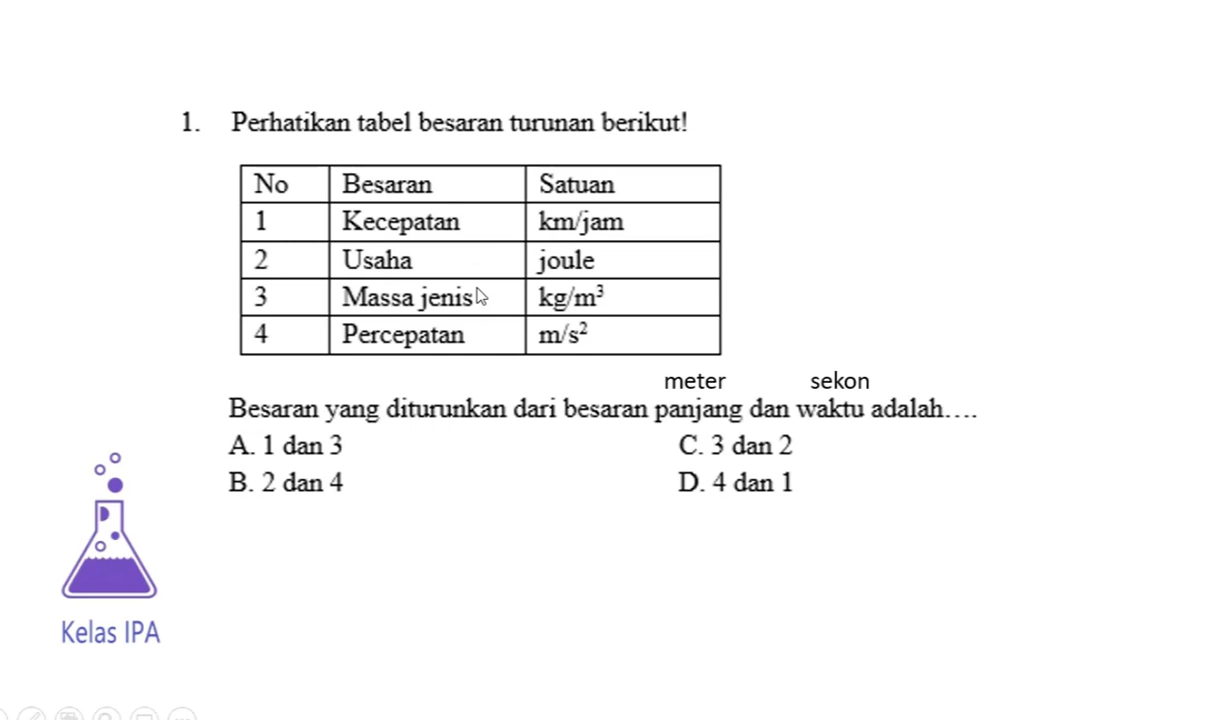 1. Perhatikan tabel besaran turunan berikut!
No Besaran Satuan
1 Kecepatan km/jam
2 Usaha joule
3 Massa jenis kg/m³
4 Percepatan m/s²
meter sekon
Besaran yang diturunkan dari besaran panjang dan waktu adalah….
A. 1 dan 3 C. 3 dan 2
B. 2 dan 4 D. 4 dan 1
Kelas IPA